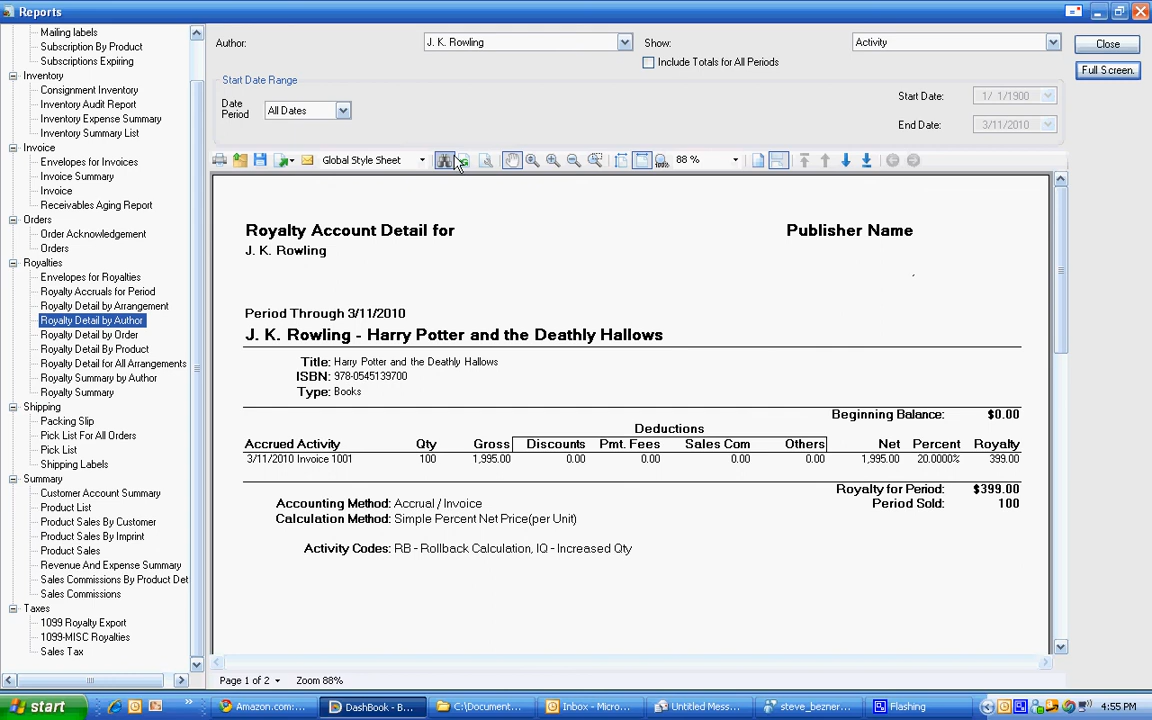 Reports
Mailing labels
Subscription By Product
Subscriptions Expiring
Inventory
Consignment Inventory
Inventory Audit Report
Inventory Expense Summary
Inventory Summary List
Invoice
Envelopes for Invoices
Invoice Summary
Invoice
Receivables Aging Report
Orders
Order Acknowledgement
Orders
Royalties
Envelopes for Royalties
Royalty Accruals for Period
Royalty Detail by Arrangement
Royalty Detail by Author
Royalty Detail by Order
Royalty Detail By Product
Royalty Detail for All Arrangements
Royalty Summary by Author
Royalty Summary
Shipping
Packing Slip
Pick List For All Orders
Pick List
Shipping Labels
Summary
Customer Account Summary
Product List
Product Sales By Customer
Product Sales By Imprint
Product Sales
Revenue And Expense Summary
Sales Commissions By Product Det
Sales Commissions
Taxes
1099 Royalty Export
1099-MISC Royalties
Sales Tax
Author: J. K. Rowling Show: Activity
Close
Include Totals for All Periods
Full Screen.
Start Date Range
Date Period All Dates
Start Date: 1/ 1/1900
End Date: 3/11/2010
Global Style Sheet 100% 88 %
Royalty Account Detail for Publisher Name
J. K. Rowling
Period Through 3/11/2010
J. K. Rowling - Harry Potter and the Deathly Hallows
Title: Harry Potter and the Deathly Hallows
ISBN: 978-0545139700
Type: Books
Beginning Balance: $0.00
Deductions
Accrued Activity Qty Gross Discounts Pmt. Fees Sales Com Others Net Percent Royalty
3/11/2010 Invoice 1001 100 1,995.00 0.00 0.00 0.00 0.00 1,995.00 20.0000% 399.00
Royalty for Period: $399.00
Accounting Method: Accrual / Invoice Period Sold: 100
Calculation Method: Simple Percent Net Price(per Unit)
Activity Codes: RB - Rollback Calculation, IQ - Increased Qty
Page 1 of 2 Zoom 88%
start Amazon.com:... DashBook - B... C:\Document... Inbox - Micro... Untitled Mess... steve_bezner... Flashing 4:55 PM